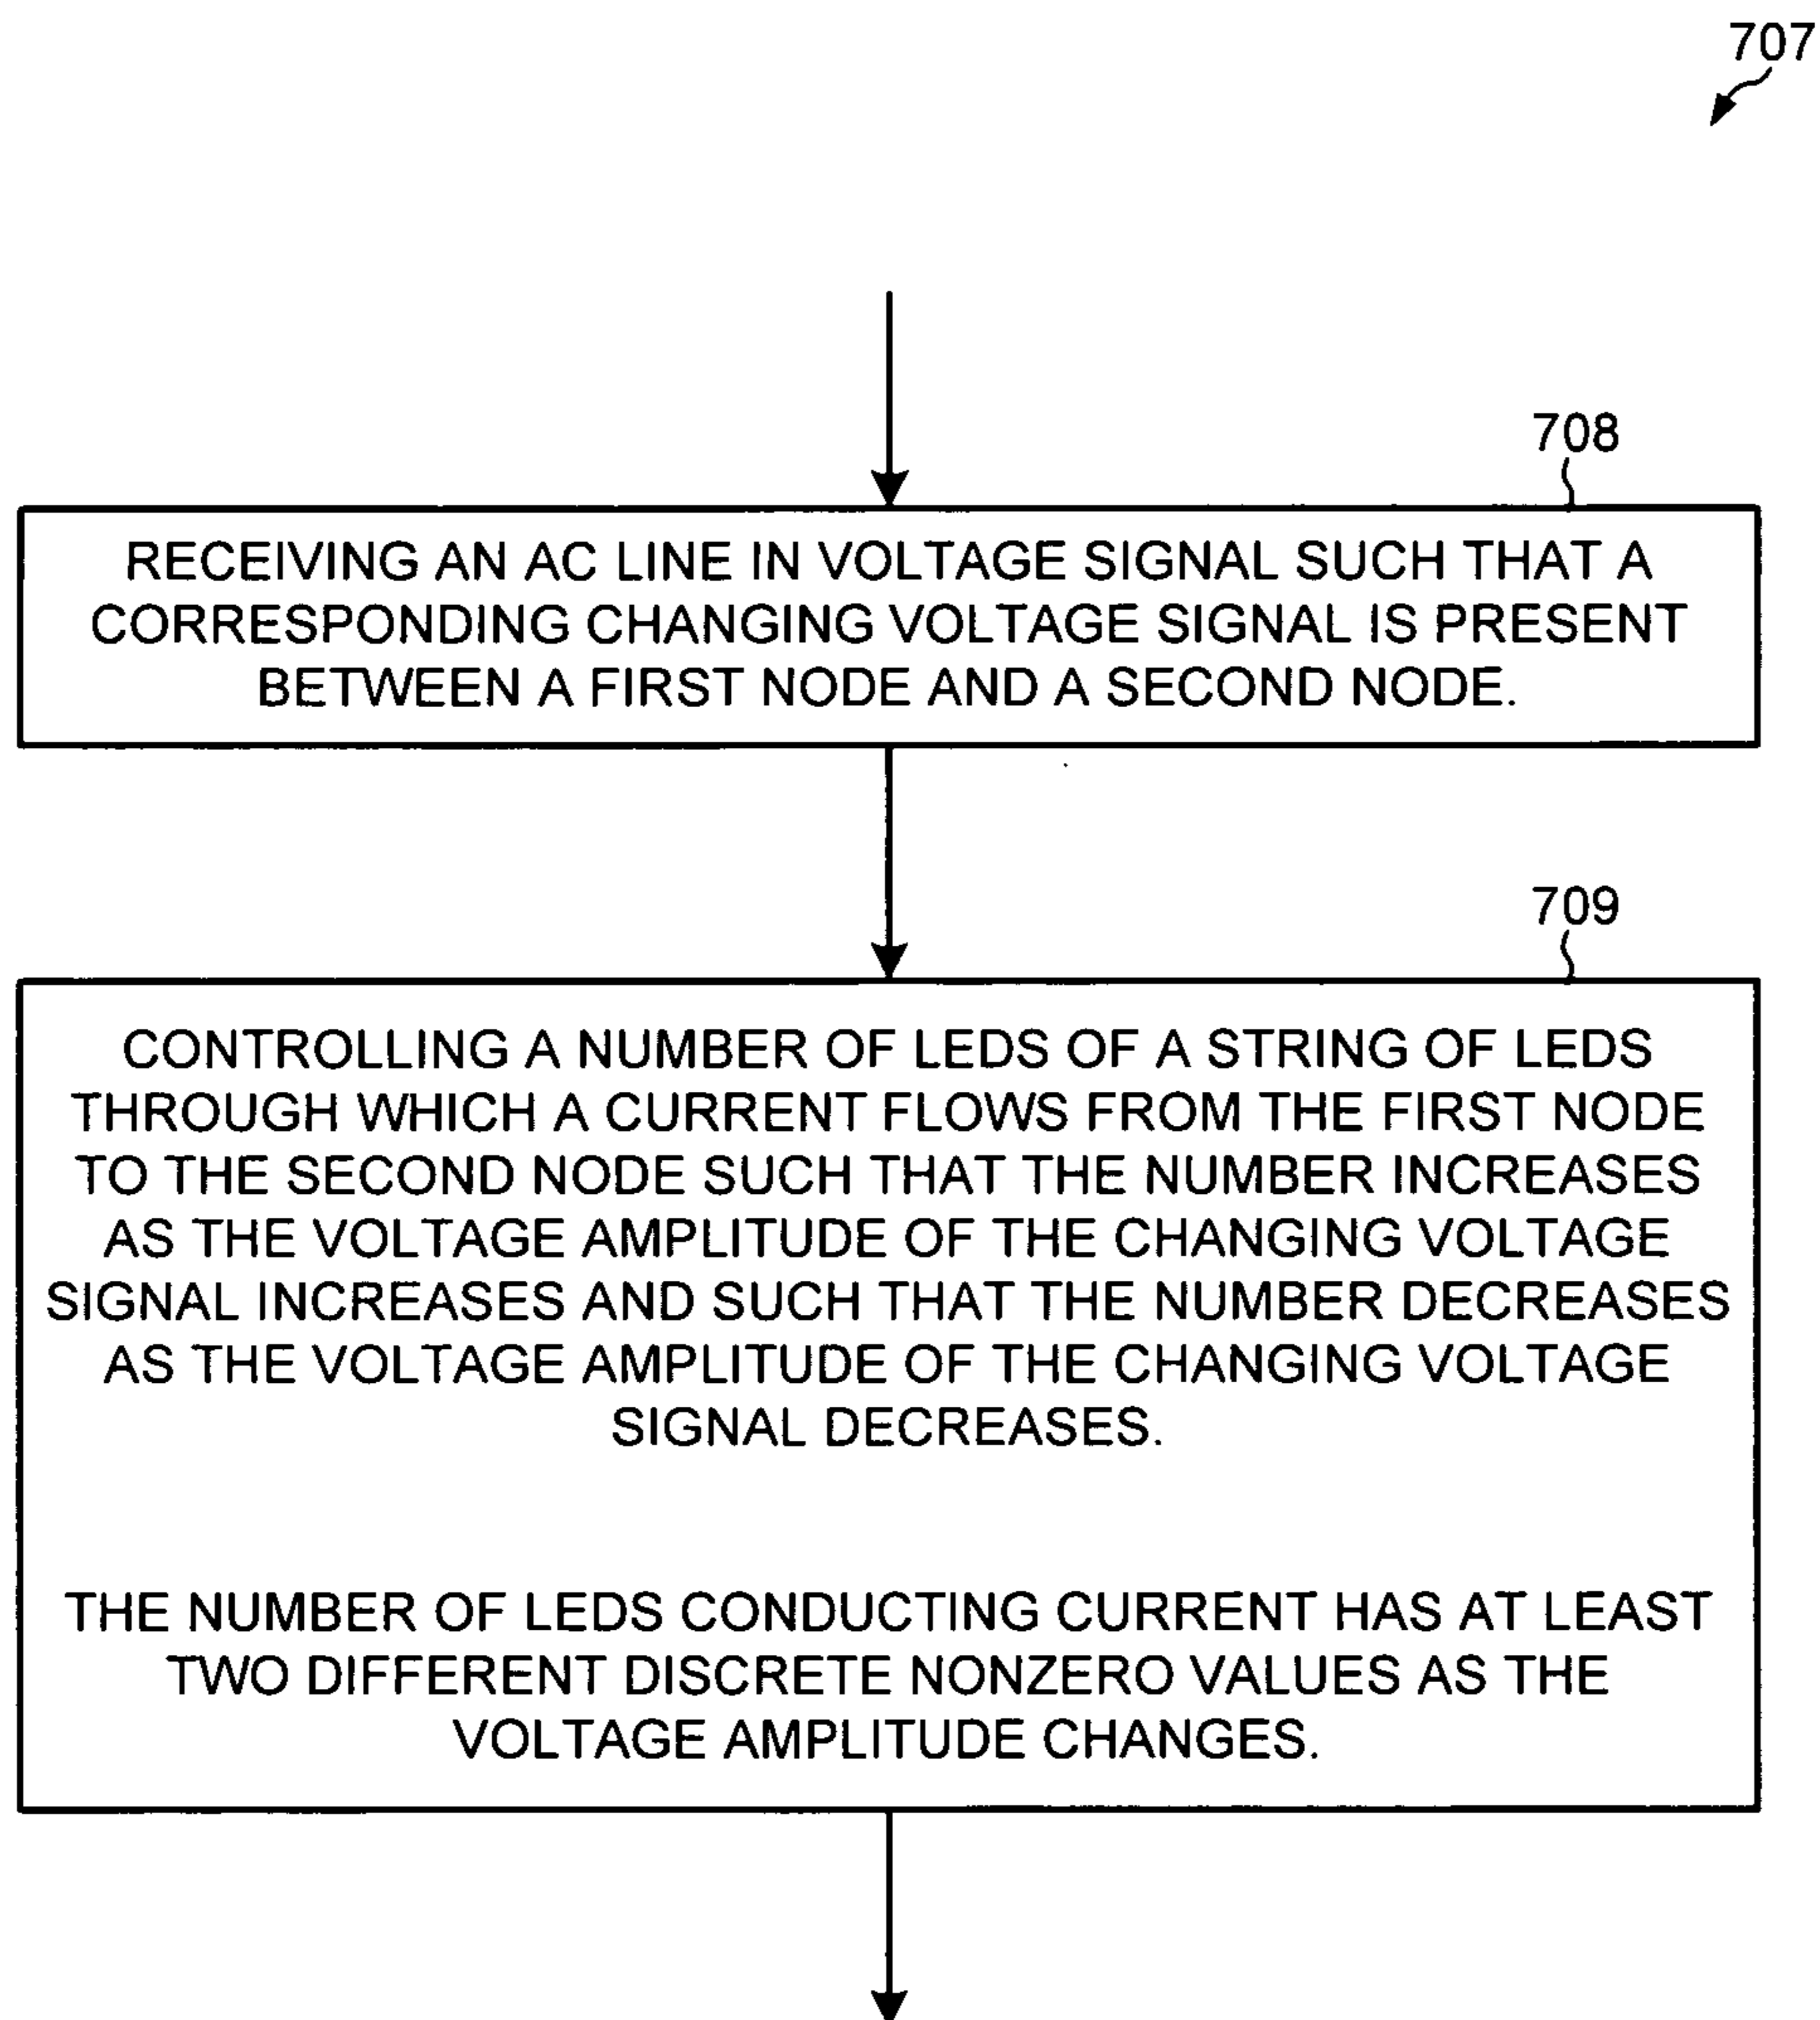 707
708
RECEIVING AN AC LINE IN VOLTAGE SIGNAL SUCH THAT A
CORRESPONDING CHANGING VOLTAGE SIGNAL IS PRESENT
BETWEEN A FIRST NODE AND A SECOND NODE.
709
CONTROLLING A NUMBER OF LEDS OF A STRING OF LEDS
THROUGH WHICH A CURRENT FLOWS FROM THE FIRST NODE
TO THE SECOND NODE SUCH THAT THE NUMBER INCREASES
AS THE VOLTAGE AMPLITUDE OF THE CHANGING VOLTAGE
SIGNAL INCREASES AND SUCH THAT THE NUMBER DECREASES
AS THE VOLTAGE AMPLITUDE OF THE CHANGING VOLTAGE
SIGNAL DECREASES.
THE NUMBER OF LEDS CONDUCTING CURRENT HAS AT LEAST
TWO DIFFERENT DISCRETE NONZERO VALUES AS THE
VOLTAGE AMPLITUDE CHANGES.